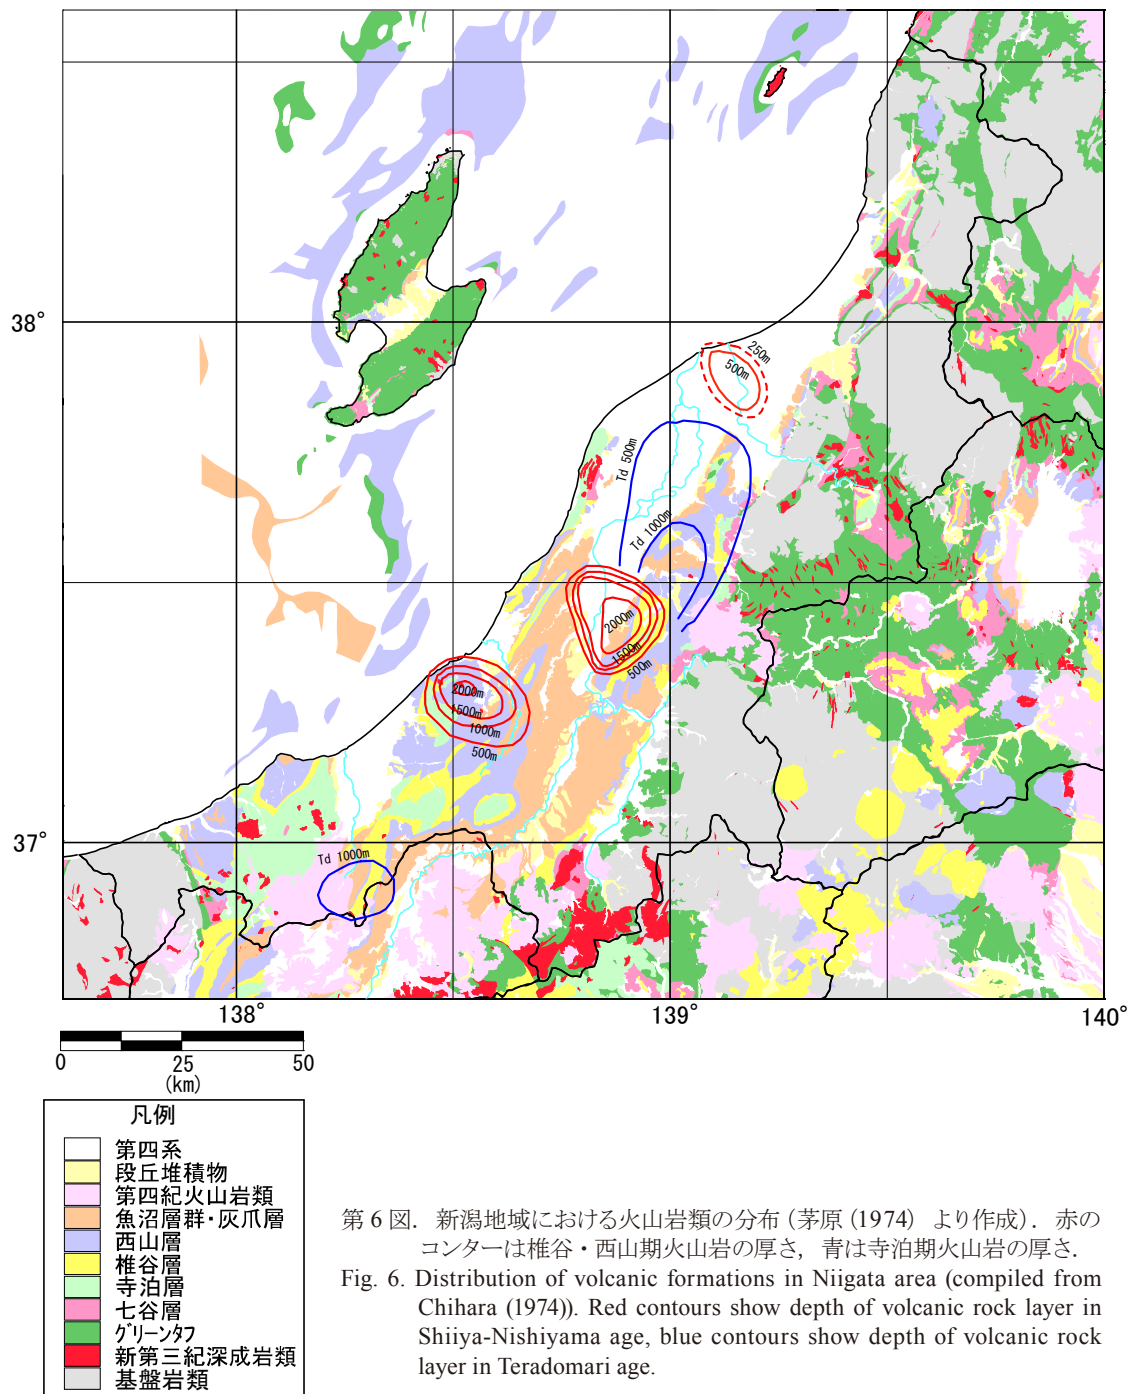 38°
37°
250m
500m
Td 500m
Td 1000m
2000m
1500m
500m
2000m
1500m
1000m
500m
Td 1000m
138°
139°
140°
0 25 50
(km)
凡例
第四系
段丘堆積物
第四紀火山岩類
魚沼層群・灰爪層
西山層
椎谷層
寺泊層
七谷層
グリーンタフ
新第三紀深成岩類
基盤岩類
第6図. 新潟地域における火山岩類の分布 (茅原 (1974) より作成). 赤の
コンターは椎谷・西山期火山岩の厚さ, 青は寺泊期火山岩の厚さ.
Fig. 6. Distribution of volcanic formations in Niigata area (compiled from
Chihara (1974)). Red contours show depth of volcanic rock layer in
Shiiya-Nishiyama age, blue contours show depth of volcanic rock
layer in Teradomari age.